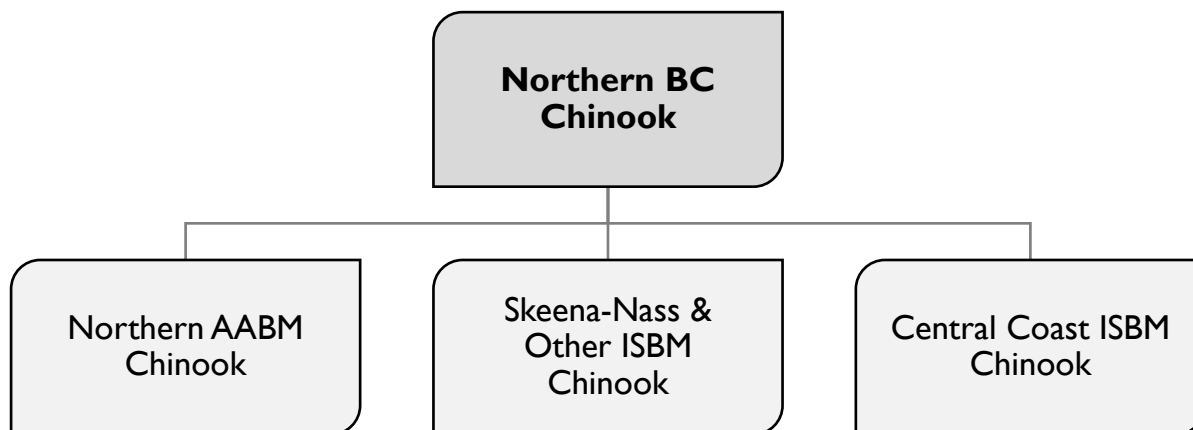 Northern BC
Chinook
Northern AABM
Chinook
Skeena-Nass &
Other ISBM
Chinook
Central Coast ISBM
Chinook